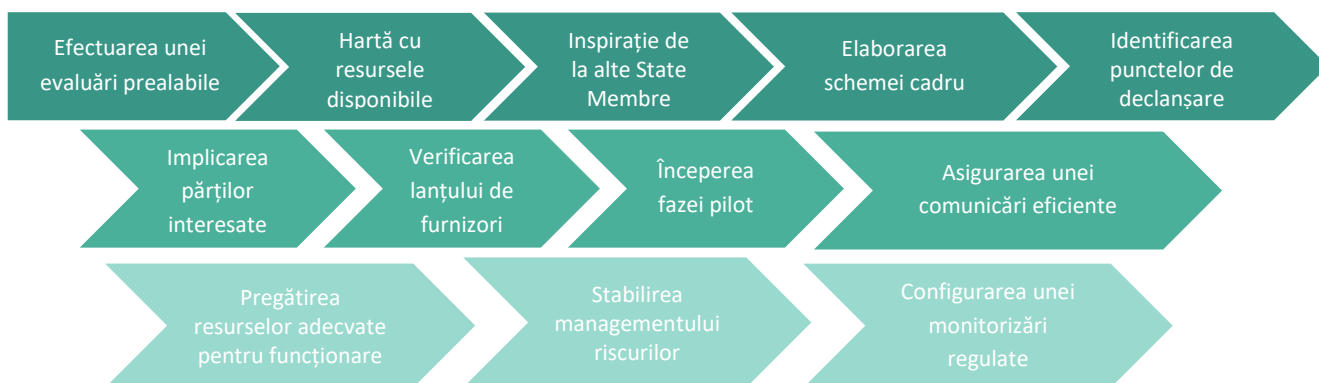 Efectuarea unei
evaluări prealabile
Hartă cu
resursele
disponibile
Inspirație de
la alte State
Membre
Elaborarea
schemei cadru
Identificarea
punctelor de
declanșare
Implicarea
părților
interesate
Verificarea
lanțului de
furnizori
Începerea
fazei pilot
Asigurarea unei
comunicări eficiente
Pregătirea
resurselor adecvate
pentru funcționare
Stabilirea
managementului
riscurilor
Configurarea unei
monitorizări
regulate